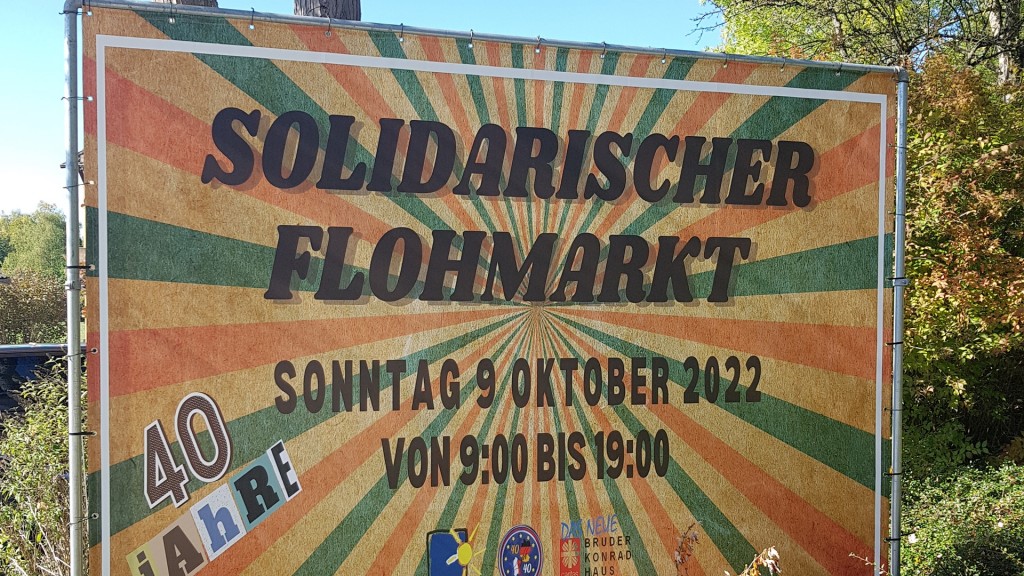 SOLIDARISCHER
FLOHMARKT
SONNTAG 9 OKTOBER 2022
VON 9:00 BIS 19:00
40
jAhRE
40
DAS NEUE
BRUDER
KONRAD
HAUS